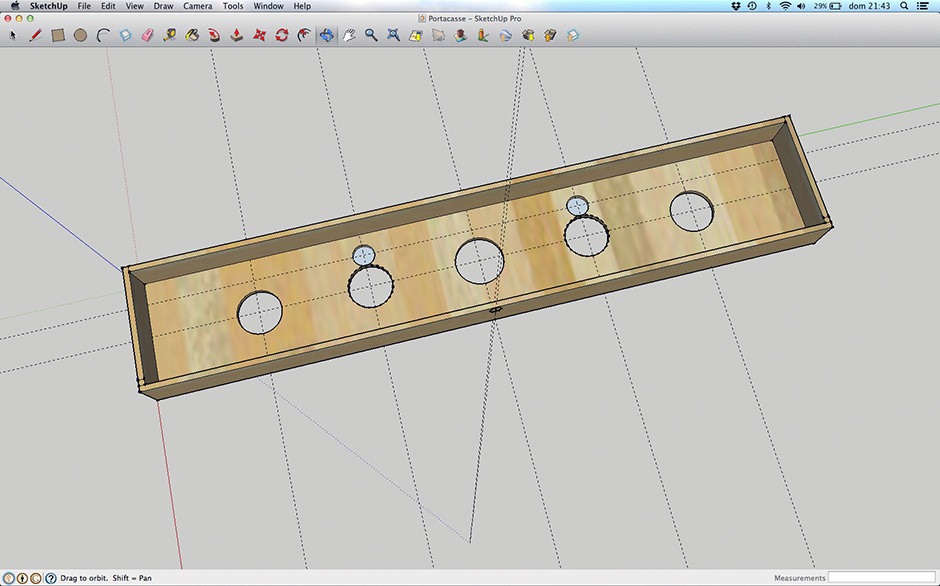 SketchUp File Edit View Draw Camera Tools Window Help 29% dom 21:43
Portacasse – SketchUp Pro
Drag to orbit. Shift = Pan Measurements